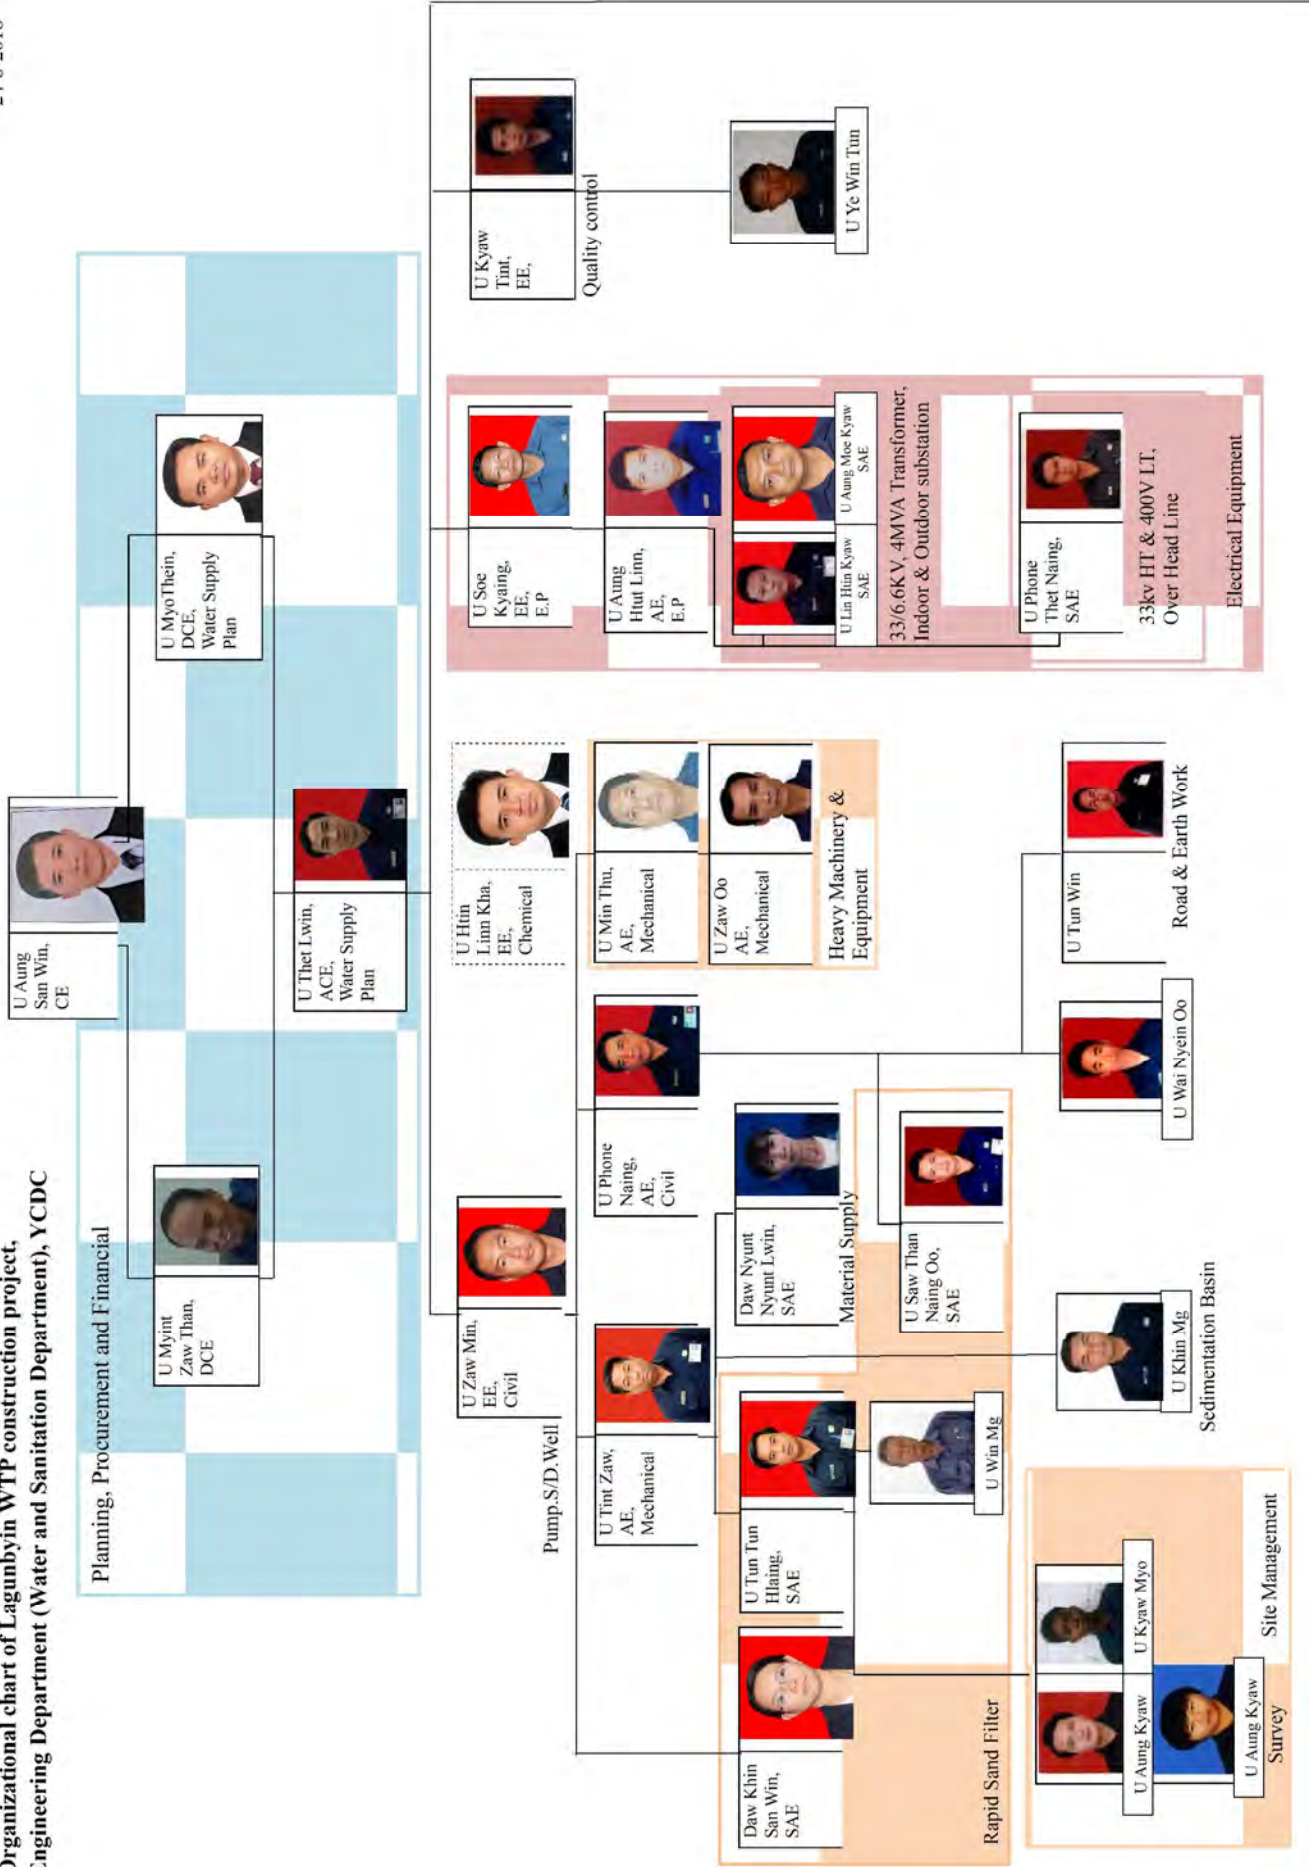 Organizational chart of Lagunbyin WTP construction project,
Engineering Department (Water and Sanitation Department), YCDC
U Aung
San Win,
CE
Planning, Procurement and Financial
U Myint
Zaw Than,
DCE
U MyoThein,
DCE,
Water Supply
Plan
U Thet Lwin,
ACE,
Water Supply
Plan
U Zaw Min,
EE,
Civil
Pump.S/D.Well
U Htin
Linn Kha,
EE,
Chemical
U Soe
Kyaing,
EE,
E.P
U Kyaw
Tint,
EE,
Quality control
U Tint Zaw,
AE,
Mechanical
U Phone
Naing,
AE,
Civil
U Min Thu,
AE,
Mechanical
U Zaw Oo
AE,
Mechanical
Heavy Machinery &
Equipment
U Aung
Htut Linn,
AE,
E.P
Daw Khin
San Win,
SAE
U Tun Tun
Hlaing,
SAE
Daw Nyunt
Nyunt Lwin,
SAE
Material Supply
U Lin Htin Kyaw
SAE
U Aung Moe Kyaw
SAE
33/6.6KV, 4MVA Transformer,
Indoor & Outdoor substation
U Ye Win Tun
U Win Mg
U Saw Than
Naing Oo,
SAE
Rapid Sand Filter
U Aung Kyaw
U Kyaw Myo
U Aung Kyaw
Survey
Site Management
U Khin Mg
Sedimentation Basin
U Wai Nyein Oo
U Tun Win
Road & Earth Work
U Phone
Thet Naing,
SAE
33kv HT & 400V LT,
Over Head Line
Electrical Equipment